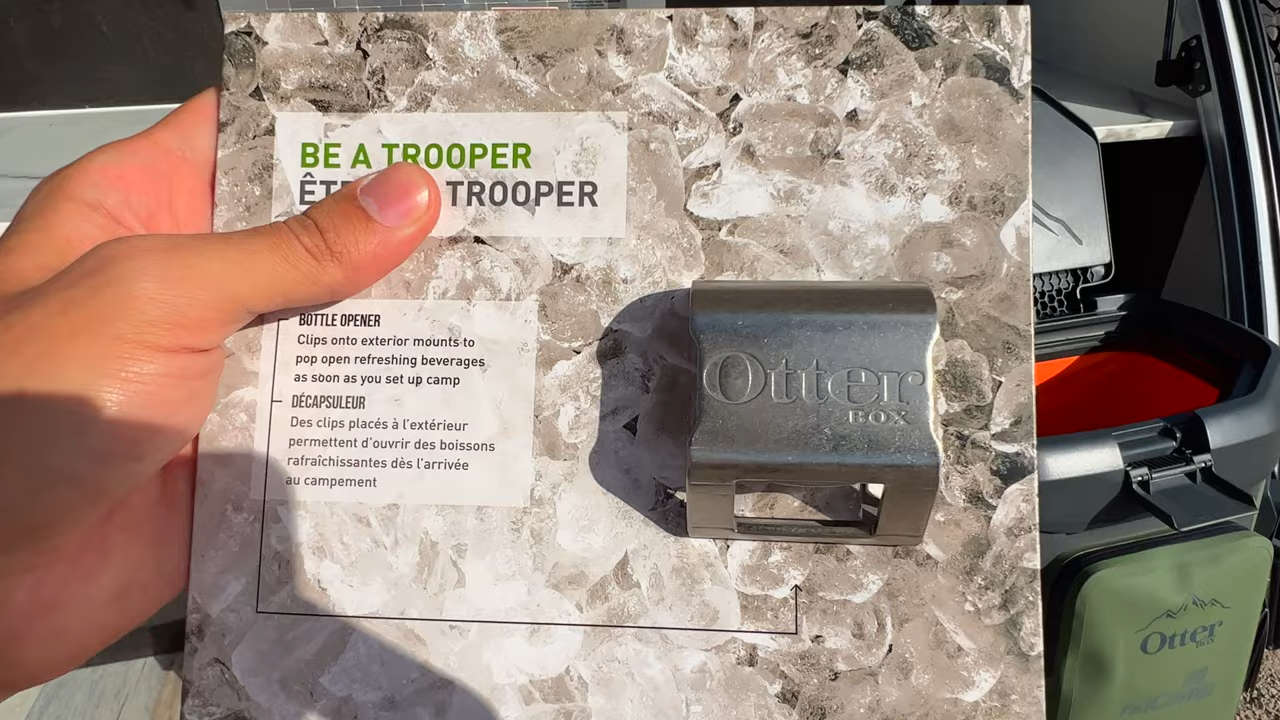 BE A TROOPER
TROOPER
BOTTLE OPENER
Clips onto exterior mounts to
pop open refreshing beverages
as soon as you set up camp
DÉCAPSULEUR
Des clips placés à l'extérieur
permettent d'ouvrir des boissons
rafraîchissantes dès l'arrivée
au campement
Otter
BOX
Otter
BOX